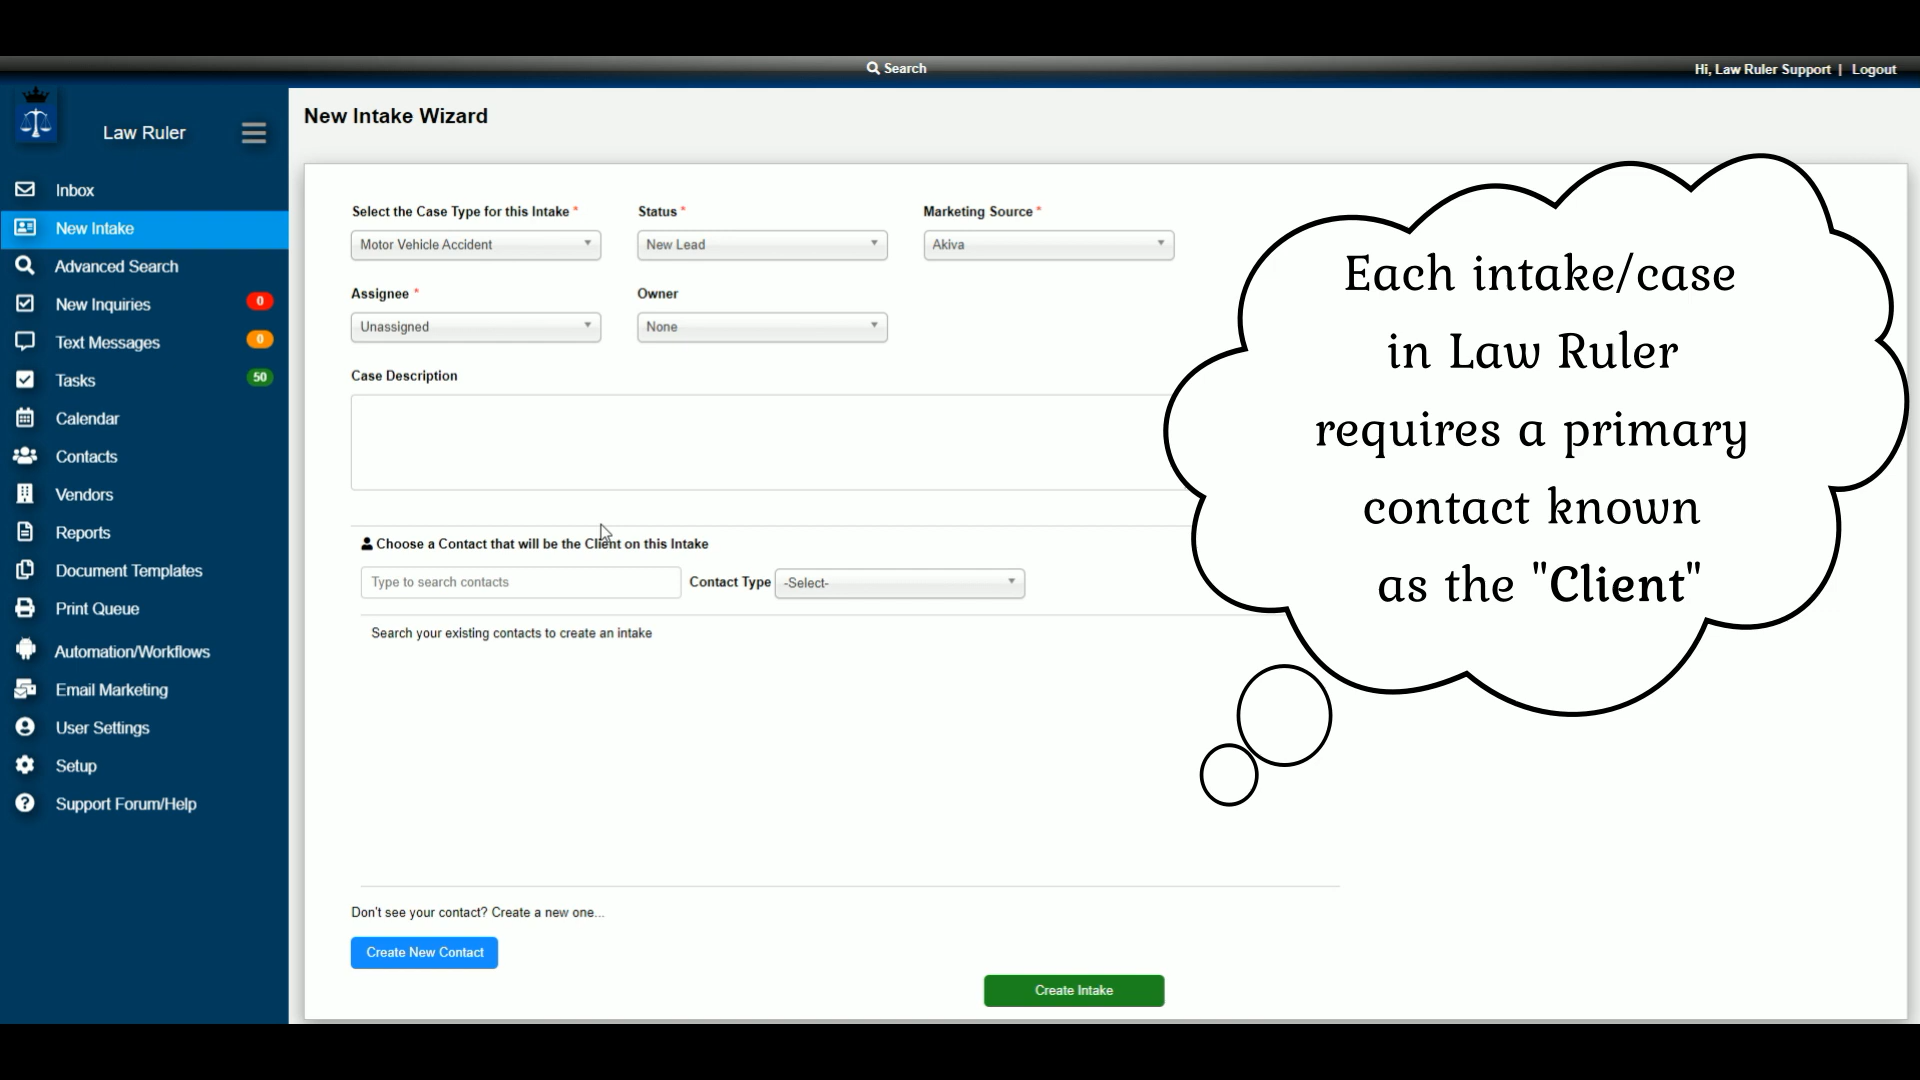 Search
Hi, Law Ruler Support | Logout
Law Ruler
Inbox
New Intake
Advanced Search
New Inquiries 0
Text Messages 0
Tasks 50
Calendar
Contacts
Vendors
Reports
Document Templates
Print Queue
Automation/Workflows
Email Marketing
User Settings
Setup
Support Forum/Help
New Intake Wizard
Select the Case Type for this Intake * Status * Marketing Source *
Motor Vehicle Accident New Lead Akiva
Assignee * Owner
Unassigned None
Case Description
Choose a Contact that will be the Client on this Intake
Type to search contacts Contact Type -Select-
Search your existing contacts to create an intake
Don't see your contact? Create a new one...
Create New Contact
Create Intake
Each intake/case
in Law Ruler
requires a primary
contact known
as the "Client"